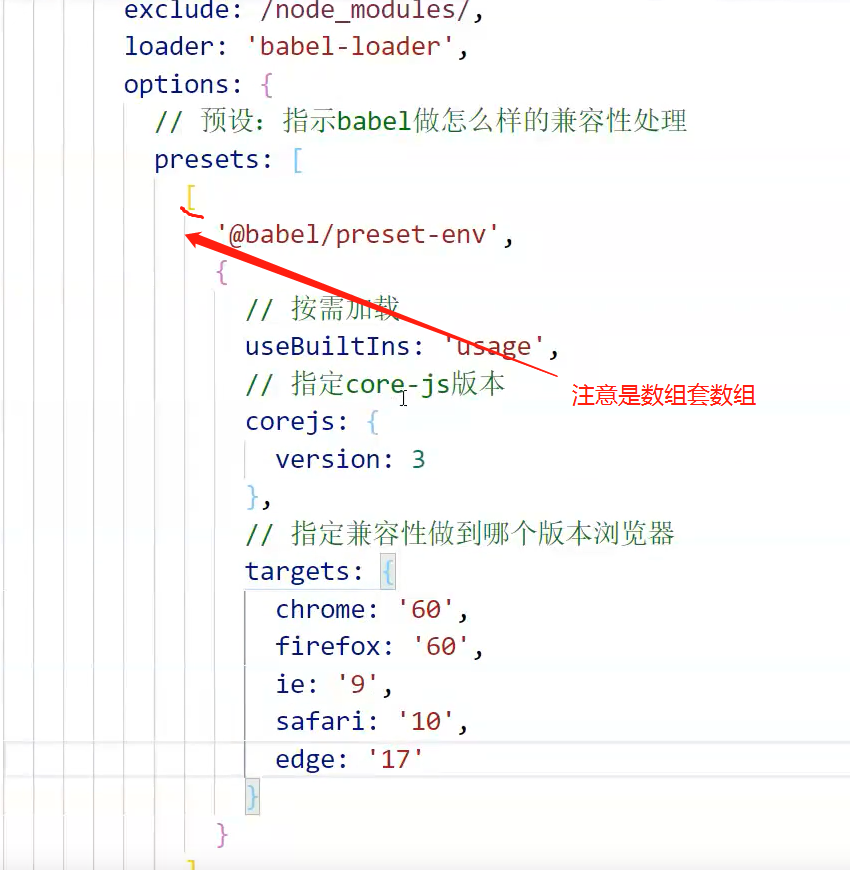 exclude: /node_modules/,
loader: 'babel-loader',
options: {
// 预设：指示babel做怎么样的兼容性处理
presets: [
[
'@babel/preset-env',
{
// 按需加载
useBuiltIns: 'usage',
// 指定core-js版本
注意是数组套数组
corejs: {
version: 3
},
// 指定兼容性做到哪个版本浏览器
targets: {
chrome: '60',
firefox: '60',
ie: '9',
safari: '10',
edge: '17'
}
}
]